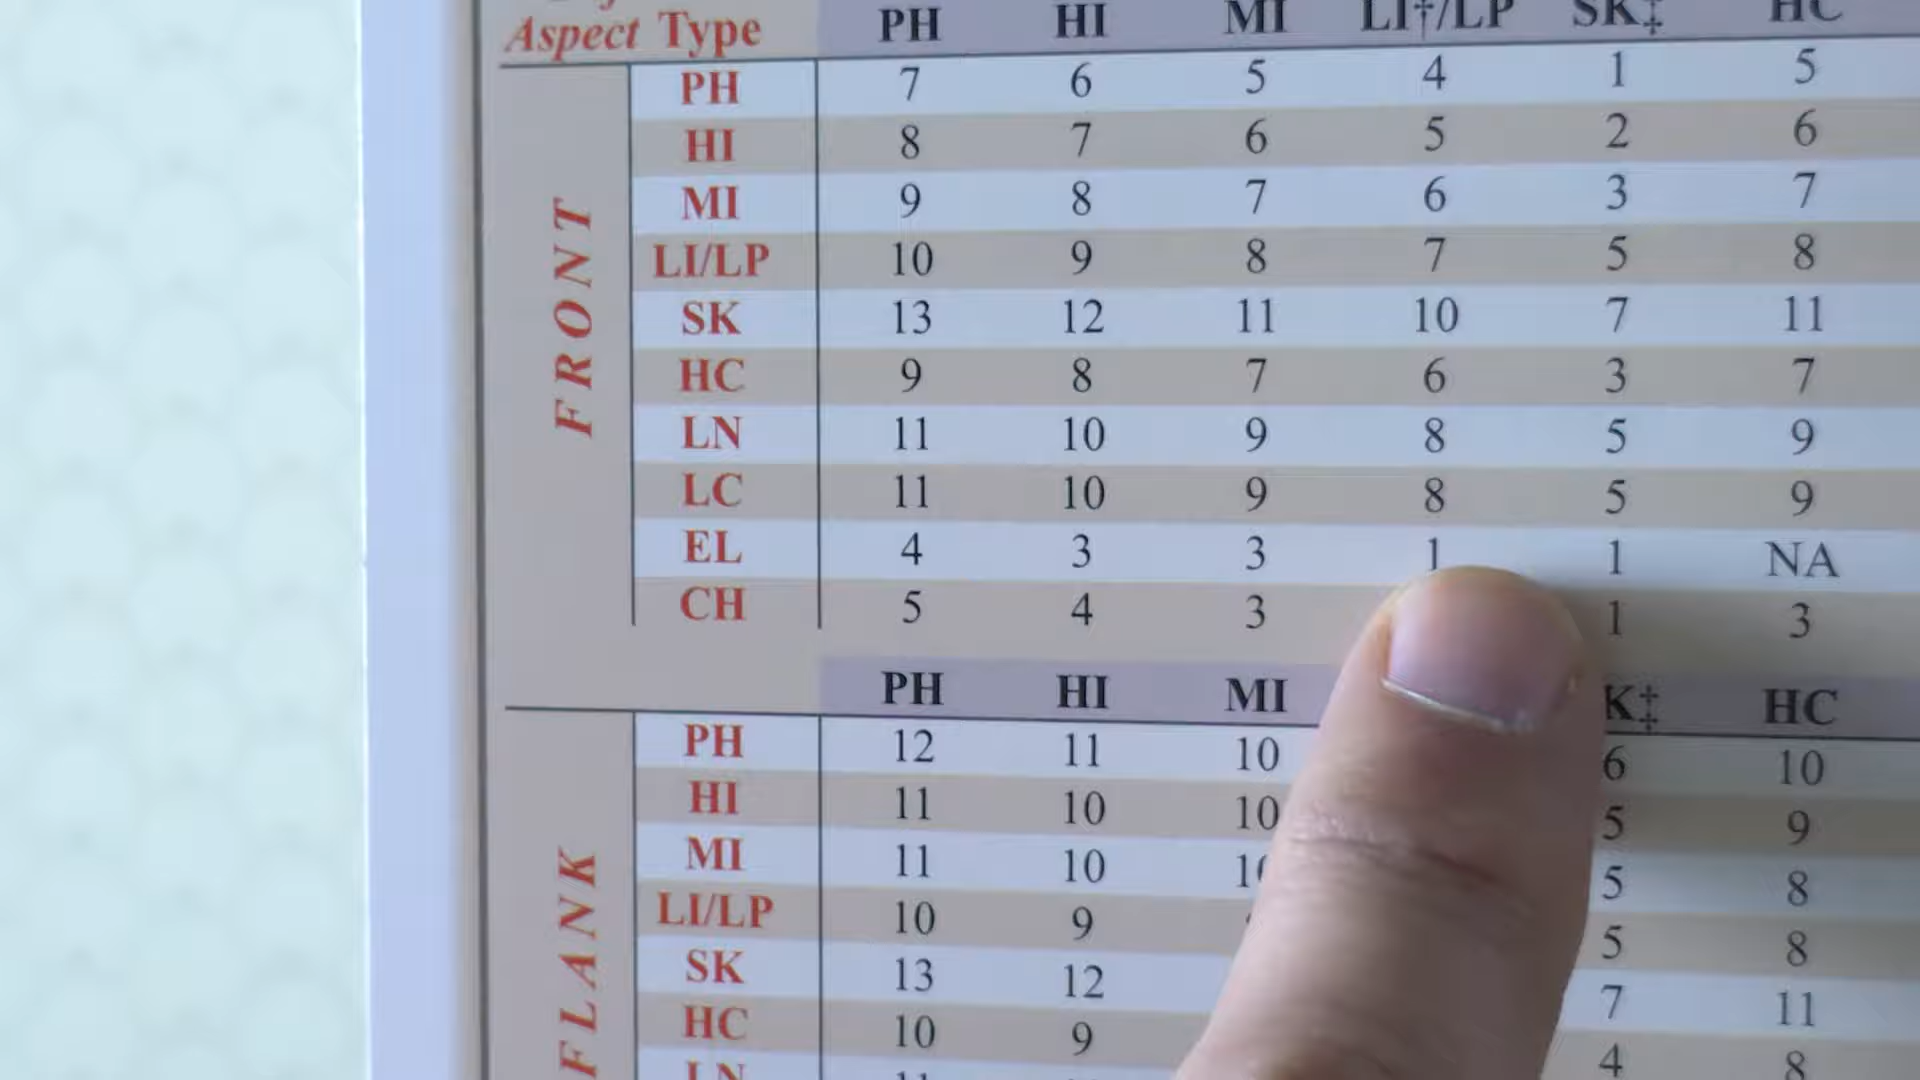 Aspect Type PH HI MI LI†/LP SK‡ HC
FRONT
PH 7 6 5 4 1 5
HI 8 7 6 5 2 6
MI 9 8 7 6 3 7
LI/LP 10 9 8 7 5 8
SK 13 12 11 10 7 11
HC 9 8 7 6 3 7
LN 11 10 9 8 5 9
LC 11 10 9 8 5 9
EL 4 3 3 1 1 NA
CH 5 4 3 1 3
PH HI MI K‡ HC
FLANK
PH 12 11 10 6 10
HI 11 10 10 5 9
MI 11 10 5 8
LI/LP 10 9 5 8
SK 13 12 7 11
HC 10 9 4 8
LN